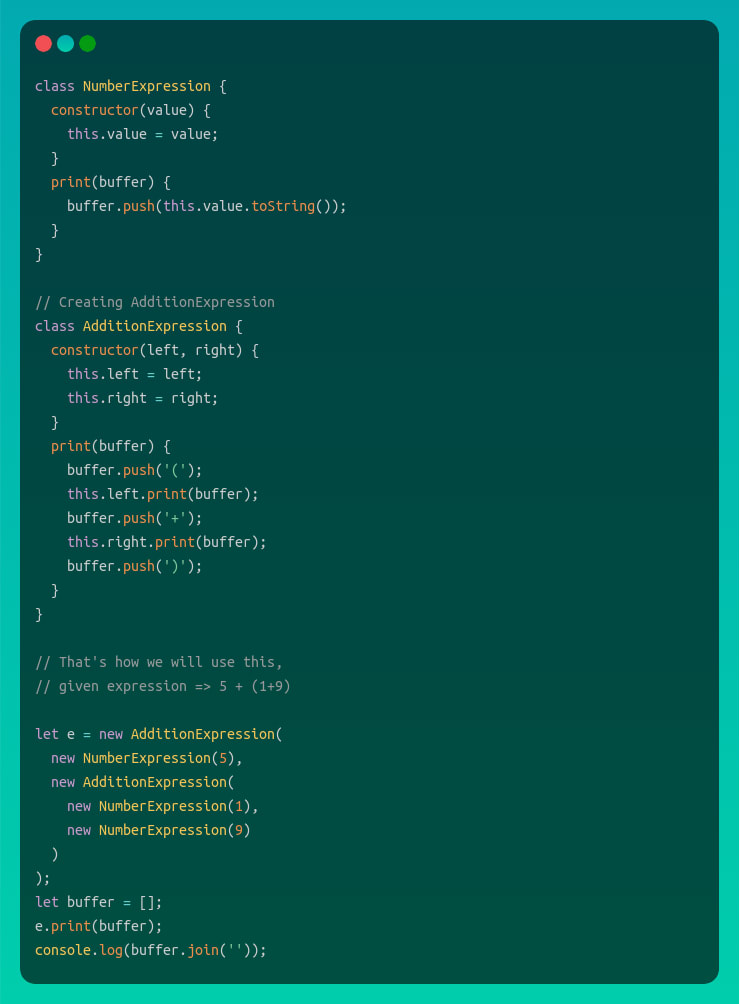 class NumberExpression {
  constructor(value) {
    this.value = value;
  }
  print(buffer) {
    buffer.push(this.value.toString());
  }
}

// Creating AdditionExpression
class AdditionExpression {
  constructor(left, right) {
    this.left = left;
    this.right = right;
  }
  print(buffer) {
    buffer.push('(');
    this.left.print(buffer);
    buffer.push('+');
    this.right.print(buffer);
    buffer.push(')');
  }
}

// That's how we will use this,
// given expression => 5 + (1+9)

let e = new AdditionExpression(
  new NumberExpression(5),
  new AdditionExpression(
    new NumberExpression(1),
    new NumberExpression(9)
  )
);
let buffer = [];
e.print(buffer);
console.log(buffer.join(''));